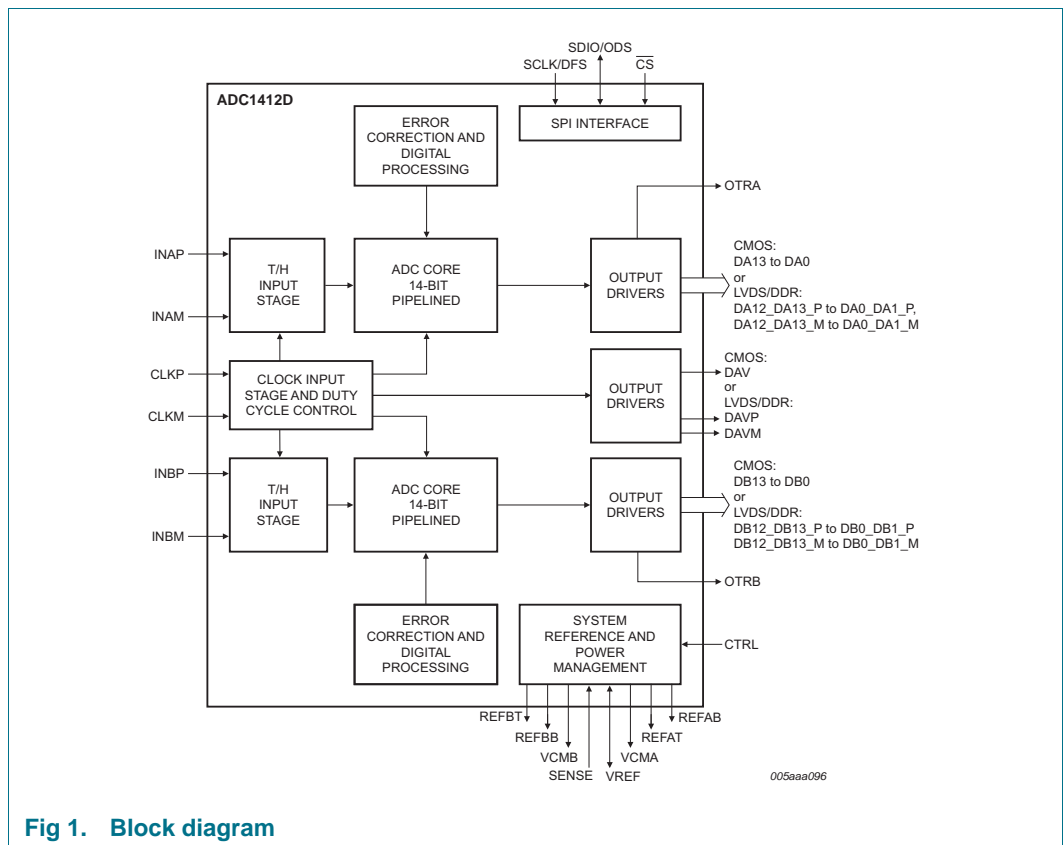 SDIO/ODS
SCLK/DFS
CS
ADC1412D
ERROR
CORRECTION AND
DIGITAL
PROCESSING
SPI INTERFACE
OTRA
INAP
INAM
T/H
INPUT
STAGE
ADC CORE
14-BIT
PIPELINED
OUTPUT
DRIVERS
CMOS:
DA13 to DA0
or
LVDS/DDR:
DA12_DA13_P to DA0_DA1_P,
DA12_DA13_M to DA0_DA1_M
CLKP
CLKM
CLOCK INPUT
STAGE AND DUTY
CYCLE CONTROL
OUTPUT
DRIVERS
CMOS:
DAV
or
LVDS/DDR:
DAVP
DAVM
INBP
INBM
T/H
INPUT
STAGE
ADC CORE
14-BIT
PIPELINED
OUTPUT
DRIVERS
CMOS:
DB13 to DB0
or
LVDS/DDR:
DB12_DB13_P to DB0_DB1_P
DB12_DB13_M to DB0_DB1_M
OTRB
ERROR
CORRECTION AND
DIGITAL
PROCESSING
SYSTEM
REFERENCE AND
POWER
MANAGEMENT
CTRL
REFBT
REFBB
VCMB
SENSE
VREF
VCMA
REFAT
REFAB
005aaa096
Fig 1. Block diagram